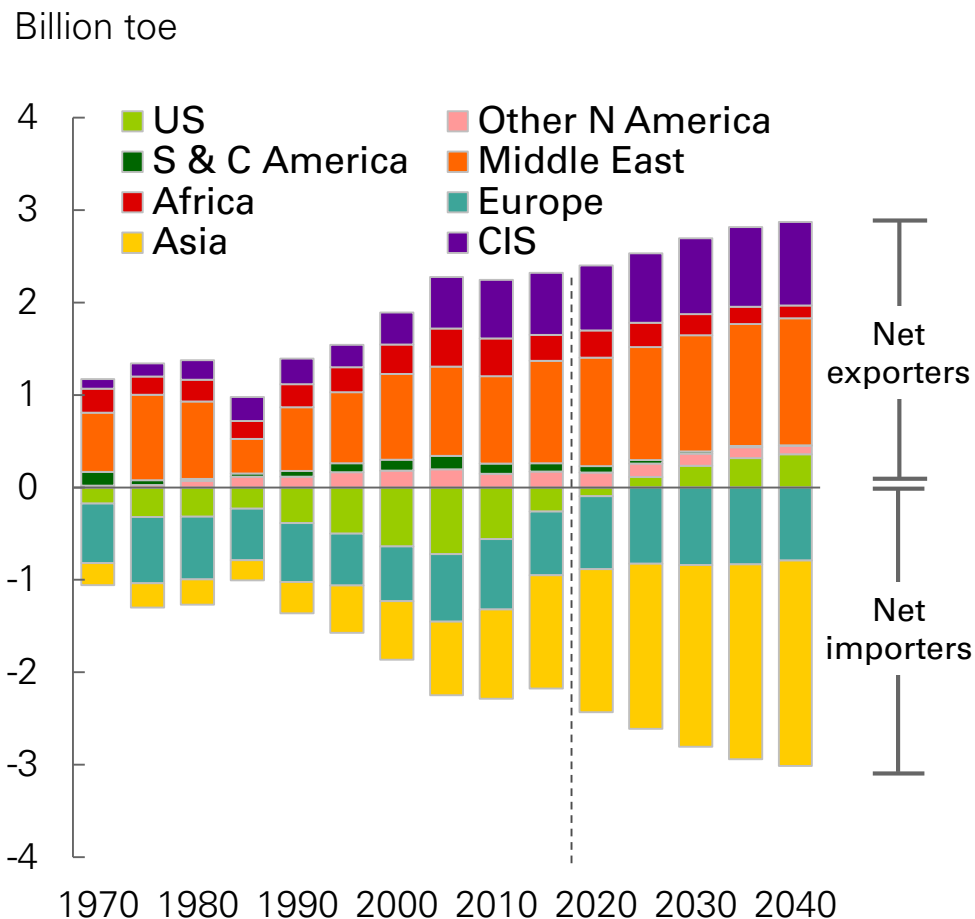 Billion toe
4
3
2
1
0
-1
-2
-3
-4
US
Other N America
S & C America
Middle East
Africa
Europe
Asia
CIS
Net
exporters
Net
importers
1970 1980 1990 2000 2010 2020 2030 2040